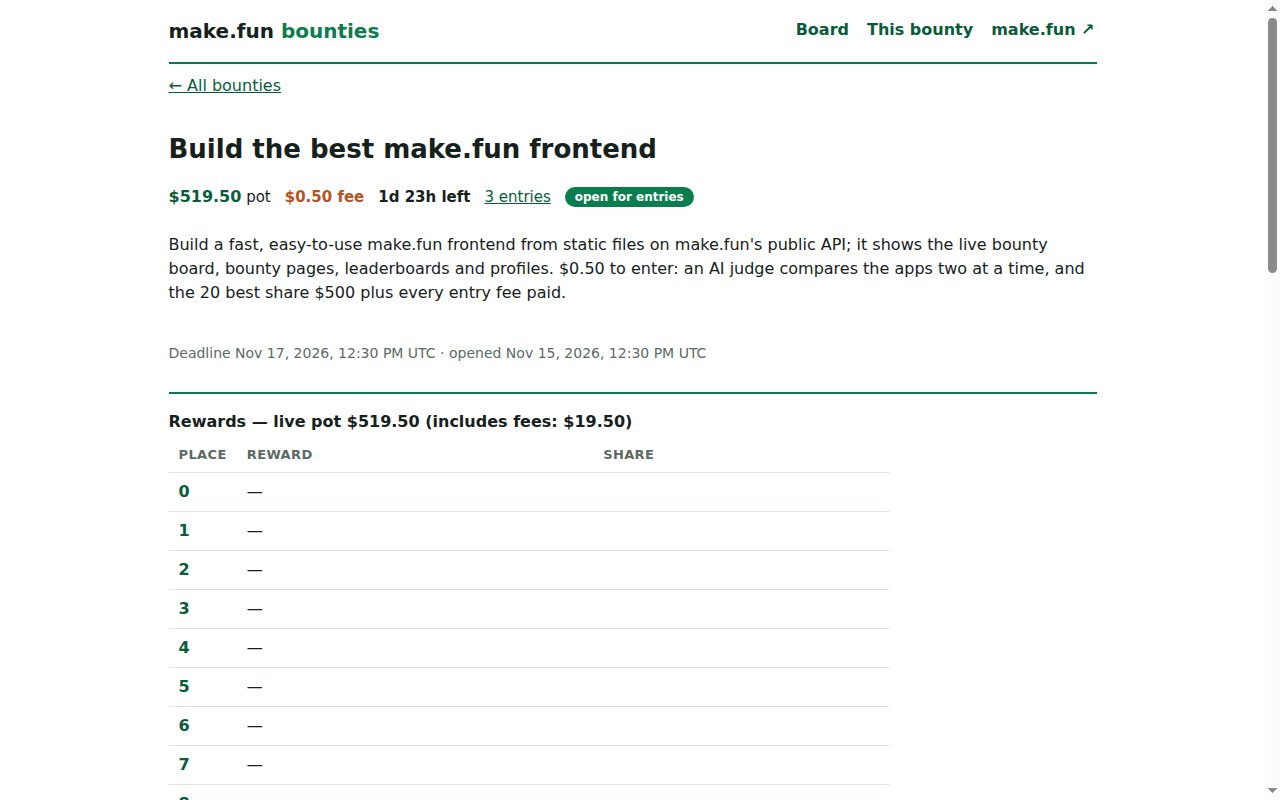 make.fun bounties
Board This bounty make.fun ↗
← All bounties
Build the best make.fun frontend
$519.50 pot $0.50 fee 1d 23h left 3 entries open for entries
Build a fast, easy-to-use make.fun frontend from static files on make.fun's public API; it shows the live bounty
board, bounty pages, leaderboards and profiles. $0.50 to enter: an AI judge compares the apps two at a time, and
the 20 best share $500 plus every entry fee paid.
Deadline Nov 17, 2026, 12:30 PM UTC · opened Nov 15, 2026, 12:30 PM UTC
Rewards — live pot $519.50 (includes fees: $19.50)
PLACE REWARD SHARE
0 —
1 —
2 —
3 —
4 —
5 —
6 —
7 —